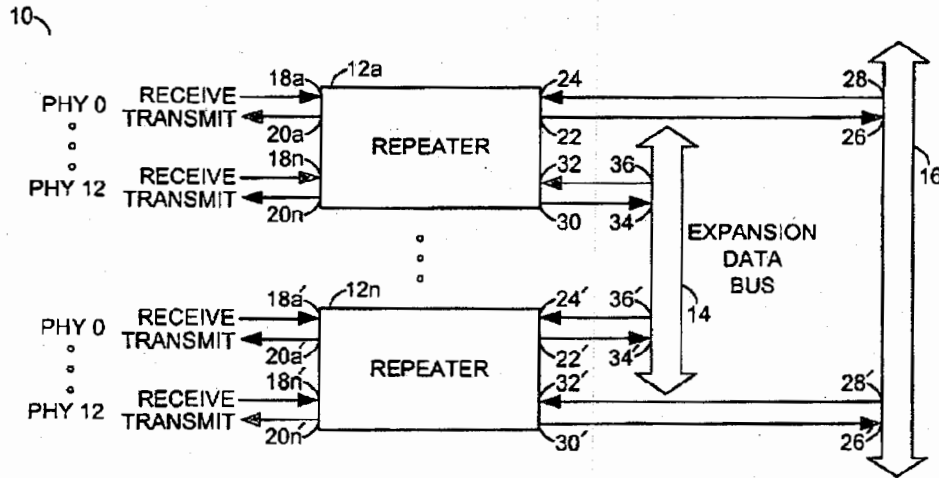 10
18a 12a 24 28
PHY 0 RECEIVE
TRANSMIT
20a 22 26
REPEATER
18n 32 36
PHY 12 RECEIVE
TRANSMIT
20n 30 34
16
EXPANSION
DATA
BUS
14
18a′ 12n 24′ 36′
PHY 0 RECEIVE
TRANSMIT
20a′ 22′ 34′
REPEATER
18n′ 32′ 28′
PHY 12 RECEIVE
TRANSMIT
20n′ 30′ 26′